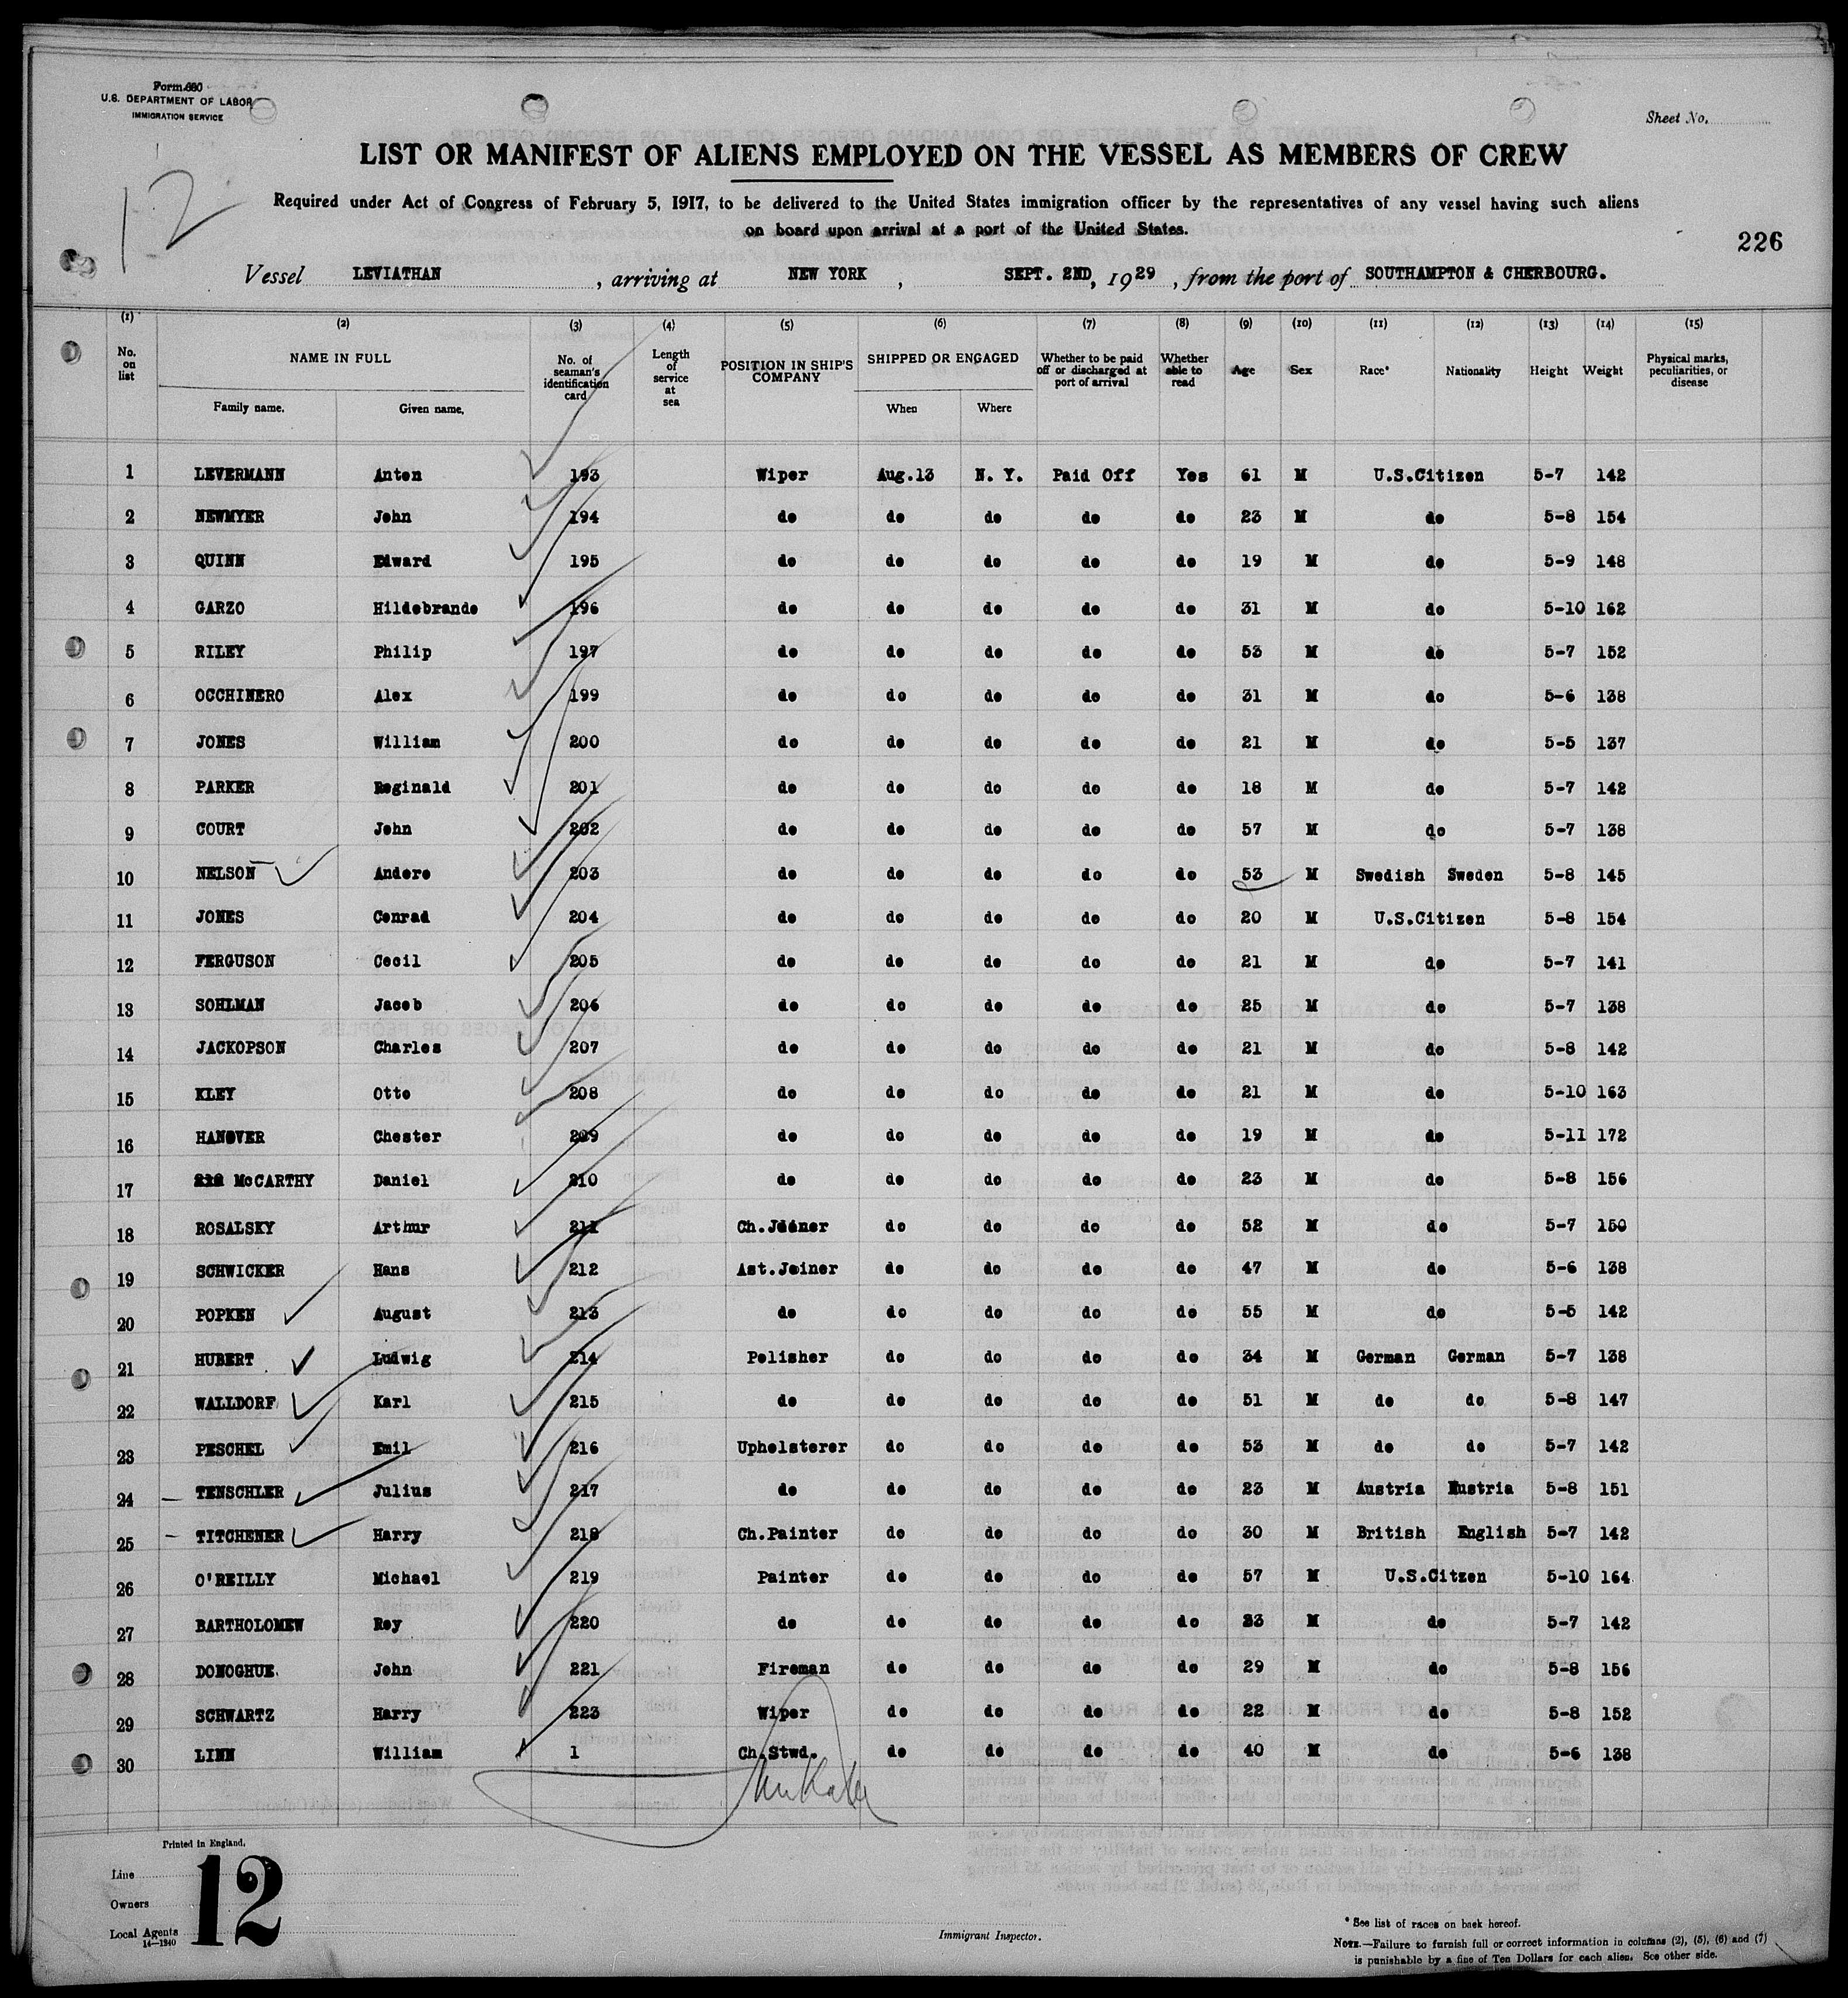 Form 680
U.S. DEPARTMENT OF LABOR
IMMIGRATION SERVICE
Sheet No.
LIST OR MANIFEST OF ALIENS EMPLOYED ON THE VESSEL AS MEMBERS OF CREW
12
Required under Act of Congress of February 5, 1917, to be delivered to the United States immigration officer by the representatives of any vessel having such aliens
on board upon arrival at a port of the United States.
226
Vessel LEVIATHAN, arriving at NEW YORK, SEPT. 2ND, 1929, from the port of SOUTHAMPTON & CHERBOURG.
(1) (2) (3) (4) (5) (6) (7) (8) (9) (10) (11) (12) (13) (14) (15)
No. on list NAME IN FULL Family name. Given name. No. of seaman's identification card Length of service at sea POSITION IN SHIP'S COMPANY SHIPPED OR ENGAGED When Where Whether to be paid off or discharged at port of arrival Whether able to read Age Sex Race* Nationality Height Weight Physical marks, peculiarities, or disease
1 LEVERMANN Anton 193 Wiper Aug.13 N. Y. Paid Off Yes 61 M U.S.Citizen 5-7 142
2 NEWMYER John 194 do do do do do 23 M do 5-8 154
3 QUINN Edward 195 do do do do do 19 M do 5-9 148
4 GARZO Hildebrando 196 do do do do do 31 M do 5-10 162
5 RILEY Philip 197 do do do do do 53 M do 5-7 152
6 OCCHINERO Alex 199 do do do do do 31 M do 5-6 138
7 JONES William 200 do do do do do 21 M do 5-5 137
8 PARKER Reginald 201 do do do do do 18 M do 5-7 142
9 COURT John 202 do do do do do 57 M do 5-7 138
10 NELSON Andero 203 do do do do do 53 M Swedish Sweden 5-8 145
11 JONES Conrad 204 do do do do do 20 M U.S.Citizen 5-8 154
12 FERGUSON Cecil 205 do do do do do 21 M do 5-7 141
13 SOHLMAN Jacob 206 do do do do do 25 M do 5-7 138
14 JACKOPSON Charles 207 do do do do do 21 M do 5-8 142
15 KLEY Otto 208 do do do do do 21 M do 5-10 163
16 HANOVER Chester 209 do do do do do 19 M do 5-11 172
17 McCARTHY Daniel 210 do do do do do 23 M do 5-8 156
18 ROSALSKY Arthur 211 Ch.Joiner do do do do 52 M do 5-7 150
19 SCHWICKER Hans 212 Ast.Joiner do do do do 47 M do 5-6 138
20 POPKEN August 213 do do do do do 55 M do 5-5 142
21 HUBERT Ludwig 214 Polisher do do do do 34 M German German 5-7 138
22 WALLDORF Karl 215 do do do do do 51 M do do 5-8 147
23 PESCHEL Emil 216 Upholsterer do do do do 53 M do do 5-7 142
24 TENSCHLER Julius 217 do do do do do 23 M Austria Eustria 5-8 151
25 TITCHENER Harry 218 Ch.Painter do do do do 30 M British English 5-7 142
26 O'REILLY Michael 219 Painter do do do do 57 M U.S.Citzen 5-10 164
27 BARTHOLOMEW Roy 220 do do do do do 23 M do 5-7 142
28 DONOGHUE John 221 Fireman do do do do 29 M do 5-8 156
29 SCHWARTZ Harry 223 Wiper do do do do 22 M do 5-8 152
30 LINN William 1 Ch.Stwd. do do do do 40 M do 5-6 138
Printed in England.
12
Line
Owners
Local Agents
14—1240
Immigrant Inspector.
* See list of races on back hereof.
NOTE.—Failure to furnish full or correct information in columns (2), (5), (6) and (7)
is punishable by a fine of Ten Dollars for each alien. See other side.